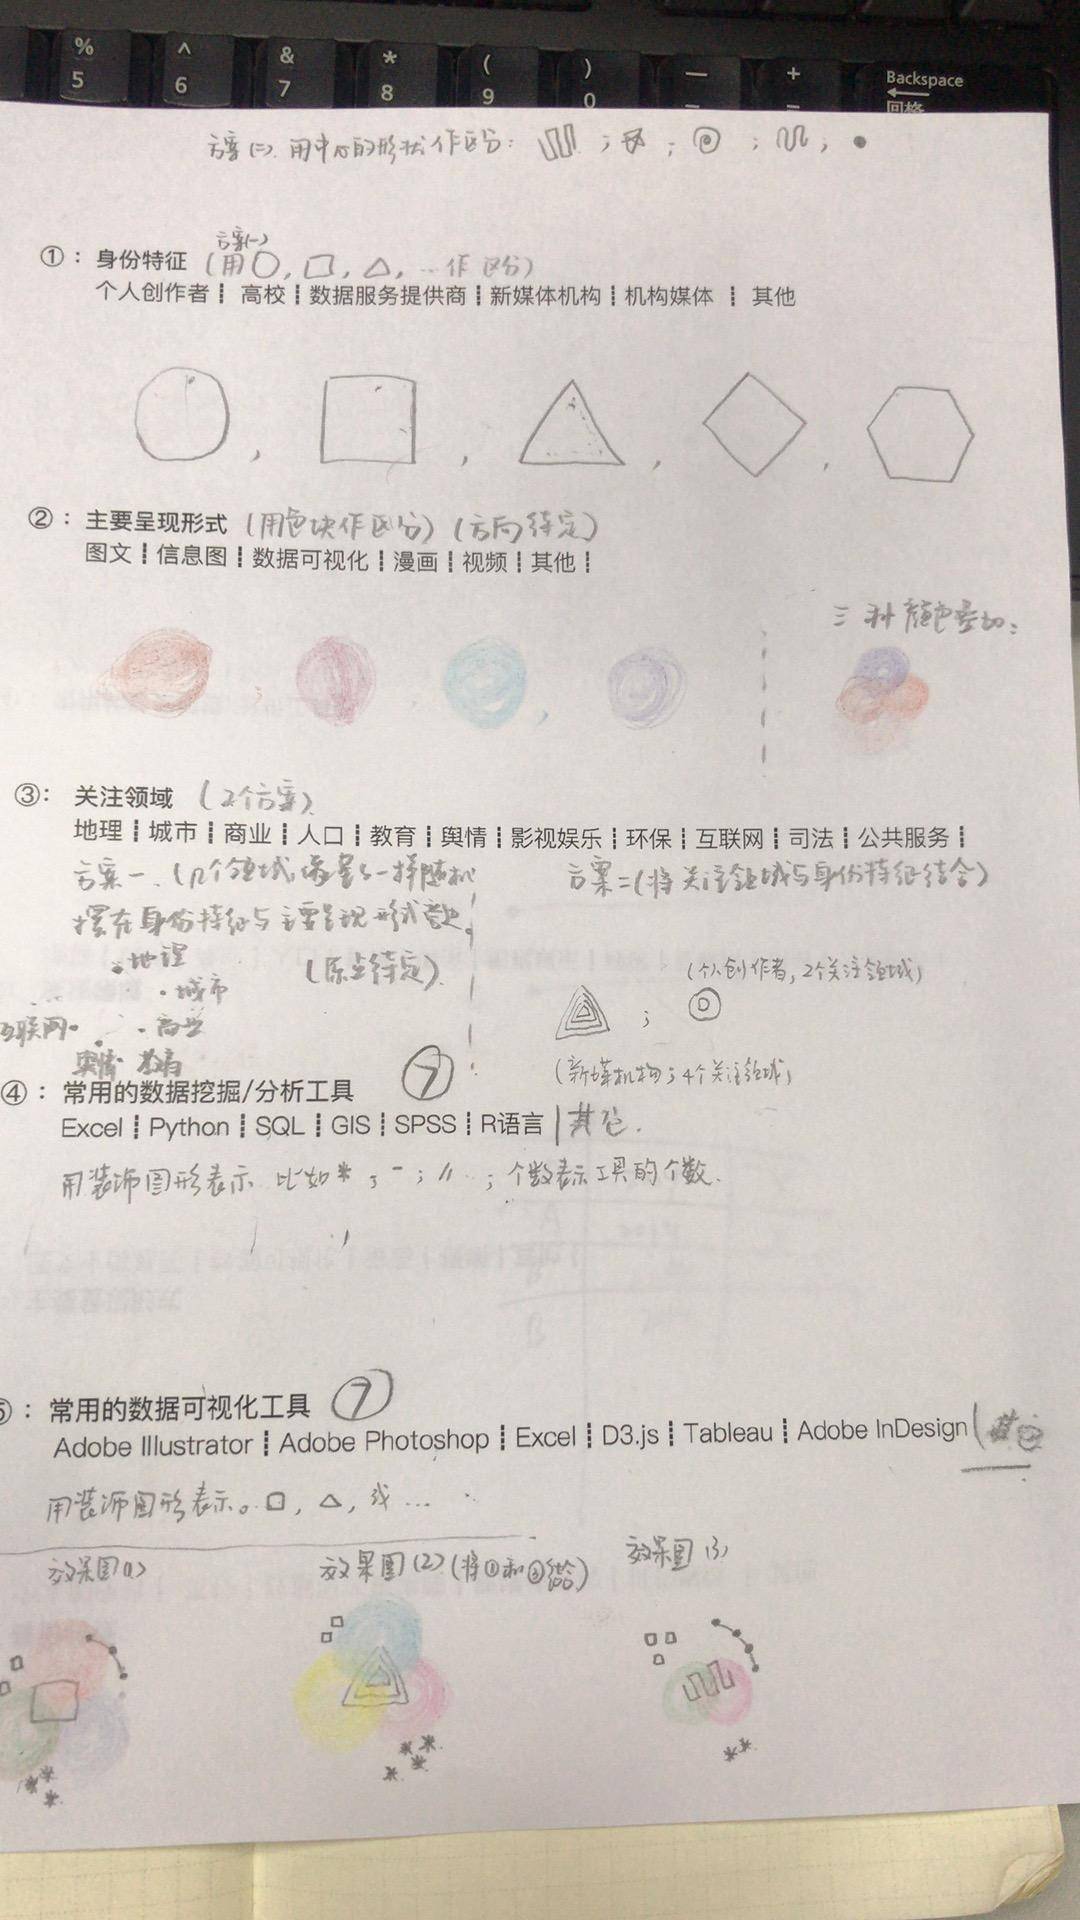 % ^ & * ( ) — + Backspace
5 6 7 8 9 0 – =
方案(二). 用中心的形状作区分:
方案(一)
①: 身份特征 (用○, □, △, …作区分)
个人创作者 | 高校 | 数据服务提供商 | 新媒体机构 | 机构媒体 | 其他
②: 主要呈现形式 (用色块作区分) (方向待定)
图文 | 信息图 | 数据可视化 | 漫画 | 视频 | 其他 |
三种颜色叠加:
③: 关注领域 (2个方案)
地理 | 城市 | 商业 | 人口 | 教育 | 舆情 | 影视娱乐 | 环保 | 互联网 | 司法 | 公共服务 |
方案一. (几个领域 一样随机
摆在身份特征与主要呈现形式
(原点待定)
·地理
·城市
互联网· ·商业
舆情 教育
方案二(将关注领域与身份特征结合)
(个人创作者, 2个关注领域)
(新媒机构; 4个关注领域)
④: 常用的数据挖掘/分析工具 ⑦
Excel | Python | SQL | GIS | SPSS | R语言 | 其它.
用装饰图形表示 比如*; -; // …; 个数表示工具的个数.
⑤: 常用的数据可视化工具 ⑦
Adobe Illustrator | Adobe Photoshop | Excel | D3.js | Tableau | Adobe InDesign | 其它
用装饰图形表示。□, △, 或…
效果图(1)
效果图(2) (将①和③结合)
效果图(3)